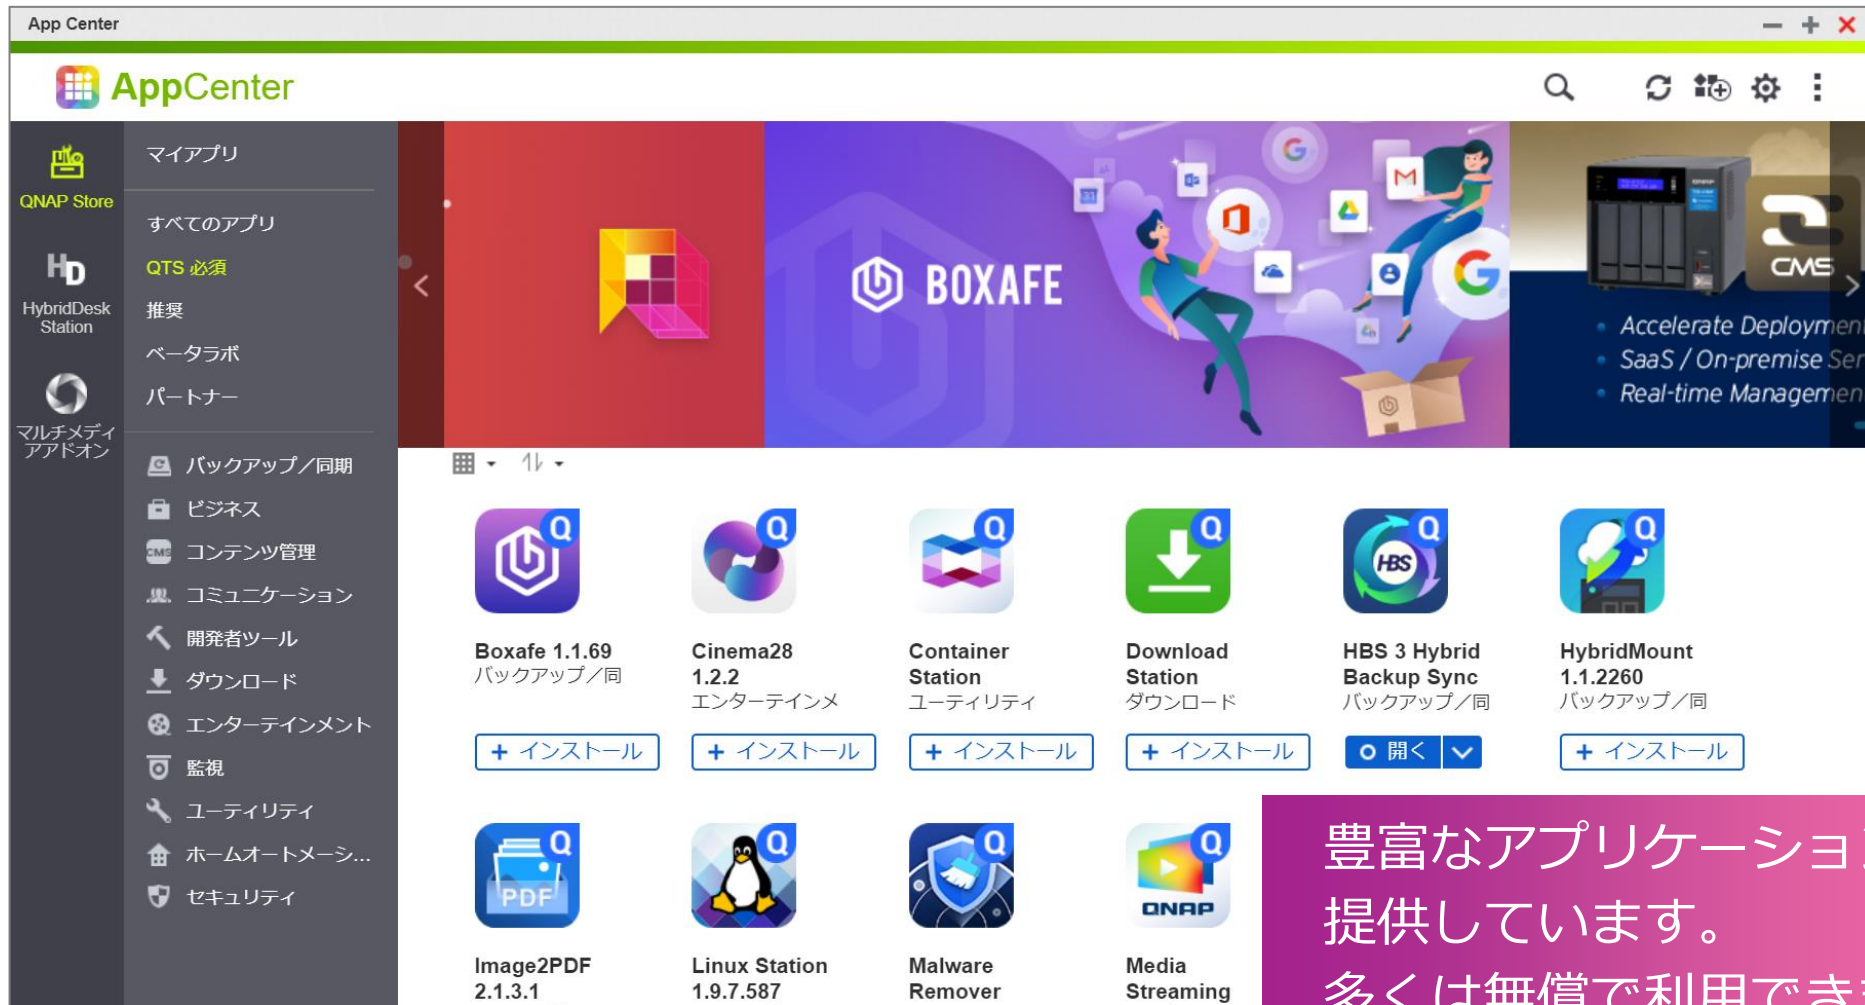 App Center
AppCenter
QNAP Store
HybridDesk
Station
マルチメディ
アアドオン
マイアプリ
すべてのアプリ
QTS 必須
推奨
ベータラボ
パートナー
バックアップ／同期
ビジネス
CMS コンテンツ管理
コミュニケーション
開発者ツール
ダウンロード
エンターテインメント
監視
ユーティリティ
ホームオートメーシ...
セキュリティ
BOXAFE
31
CMS
Accelerate Deploymen
SaaS / On-premise Ser
Real-time Managemen
Boxafe 1.1.69
バックアップ／同
+ インストール
Cinema28
1.2.2
エンターテインメ
+ インストール
Container
Station
ユーティリティ
+ インストール
Download
Station
ダウンロード
+ インストール
HBS
HBS 3 Hybrid
Backup Sync
バックアップ／同
開く
HybridMount
1.1.2260
バックアップ／同
+ インストール
PDF
Image2PDF
2.1.3.1
Linux Station
1.9.7.587
Malware
Remover
QNAP
Media
Streaming
豊富なアプリケーショ
提供しています。
多くは無償で利用でき